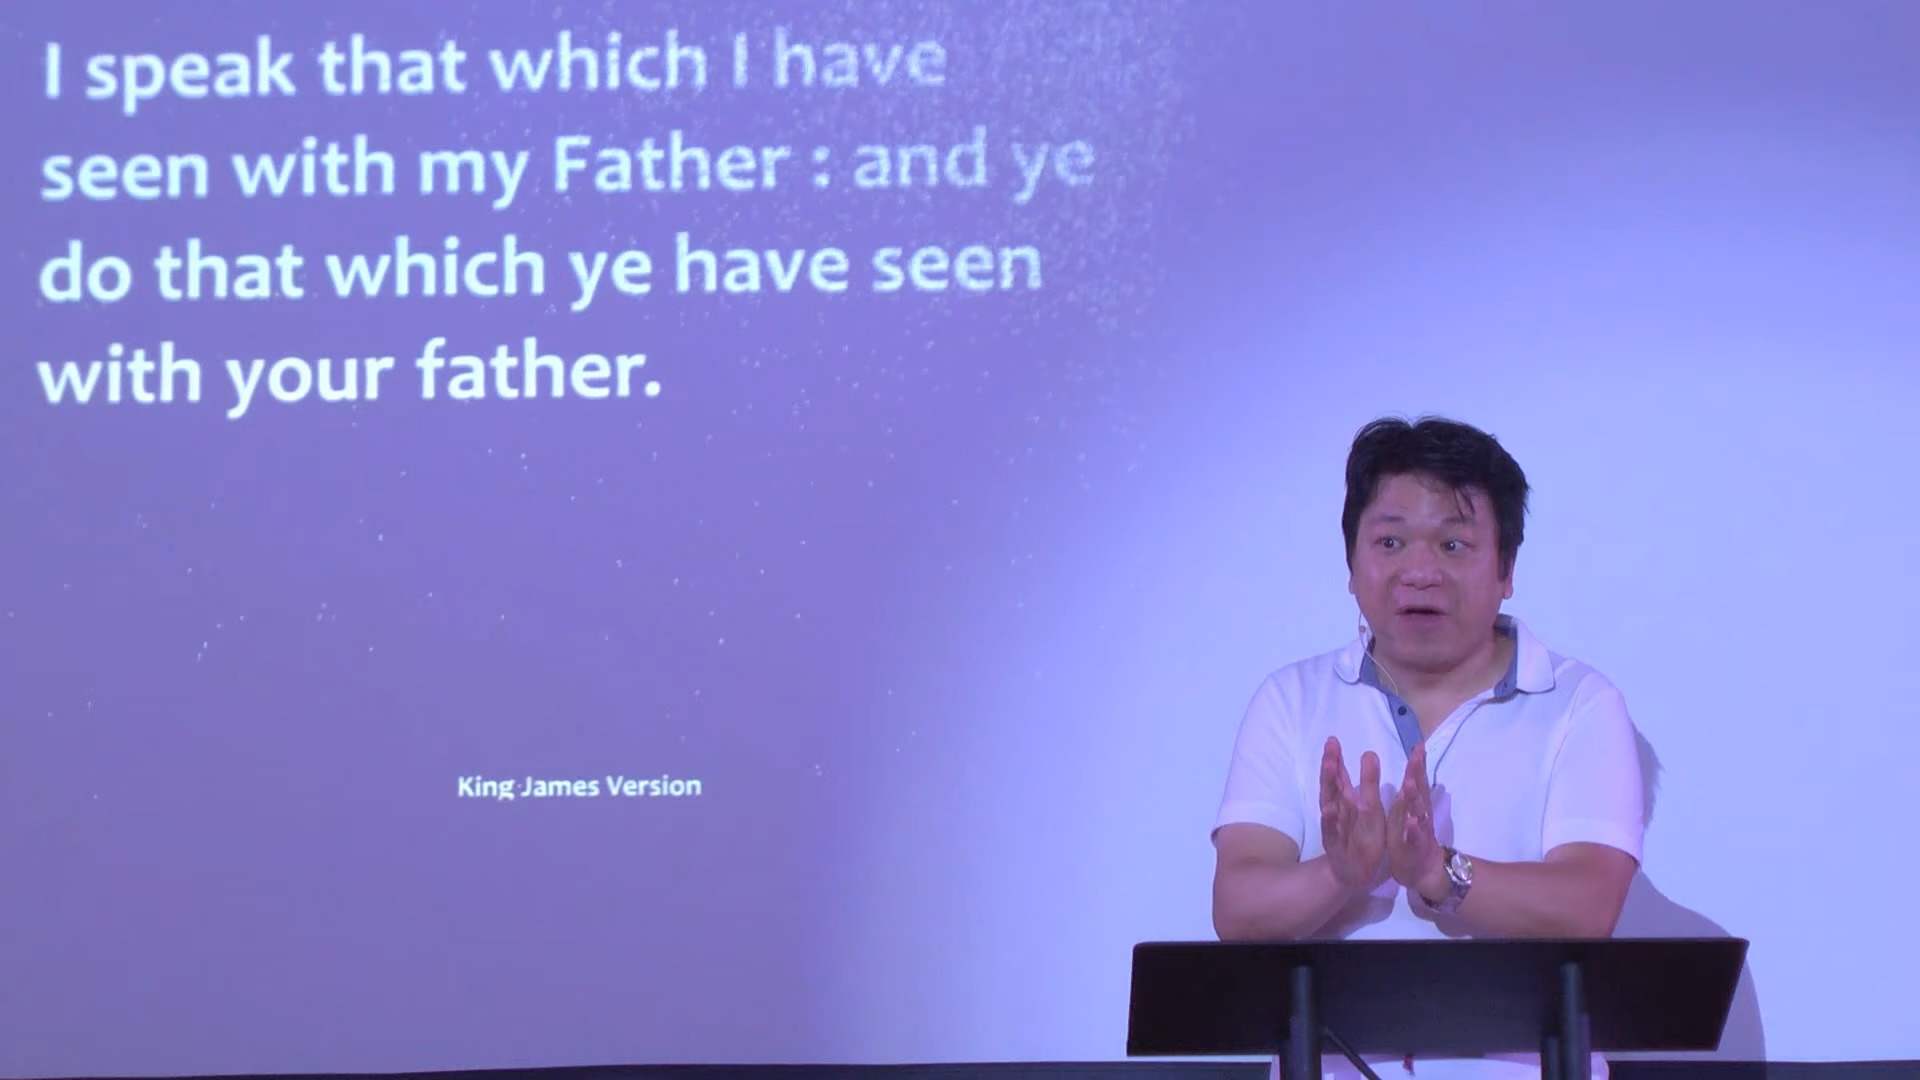 I speak that which I have
seen with my Father : and ye
do that which ye have seen
with your father.
King James Version